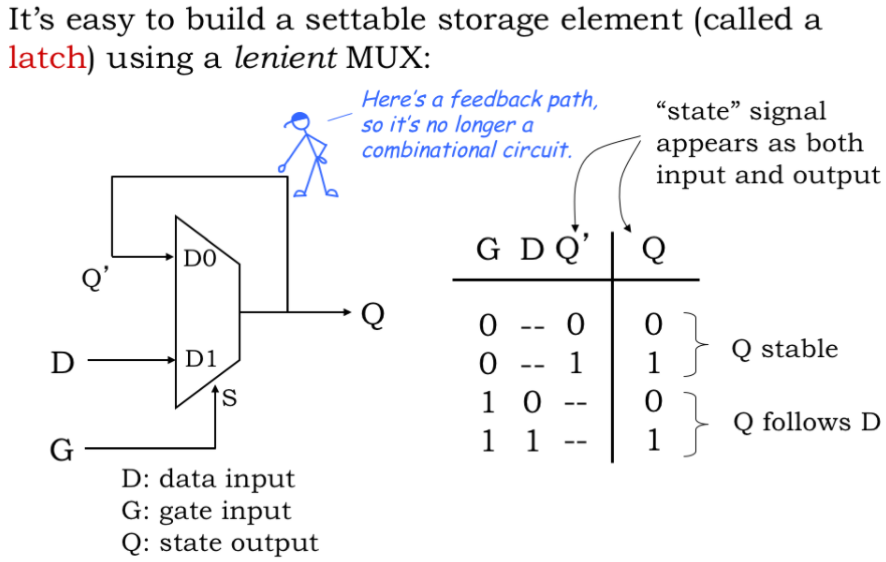 It’s easy to build a settable storage element (called a
latch) using a lenient MUX:
Here’s a feedback path,
so it’s no longer a
combinational circuit.
“state” signal
appears as both
input and output
Q’
D0
D
D1
S
G
Q
D: data input
G: gate input
Q: state output
G D Q’ Q
0 -- 0 0
0 -- 1 1
1 0 -- 0
1 1 -- 1
Q stable
Q follows D